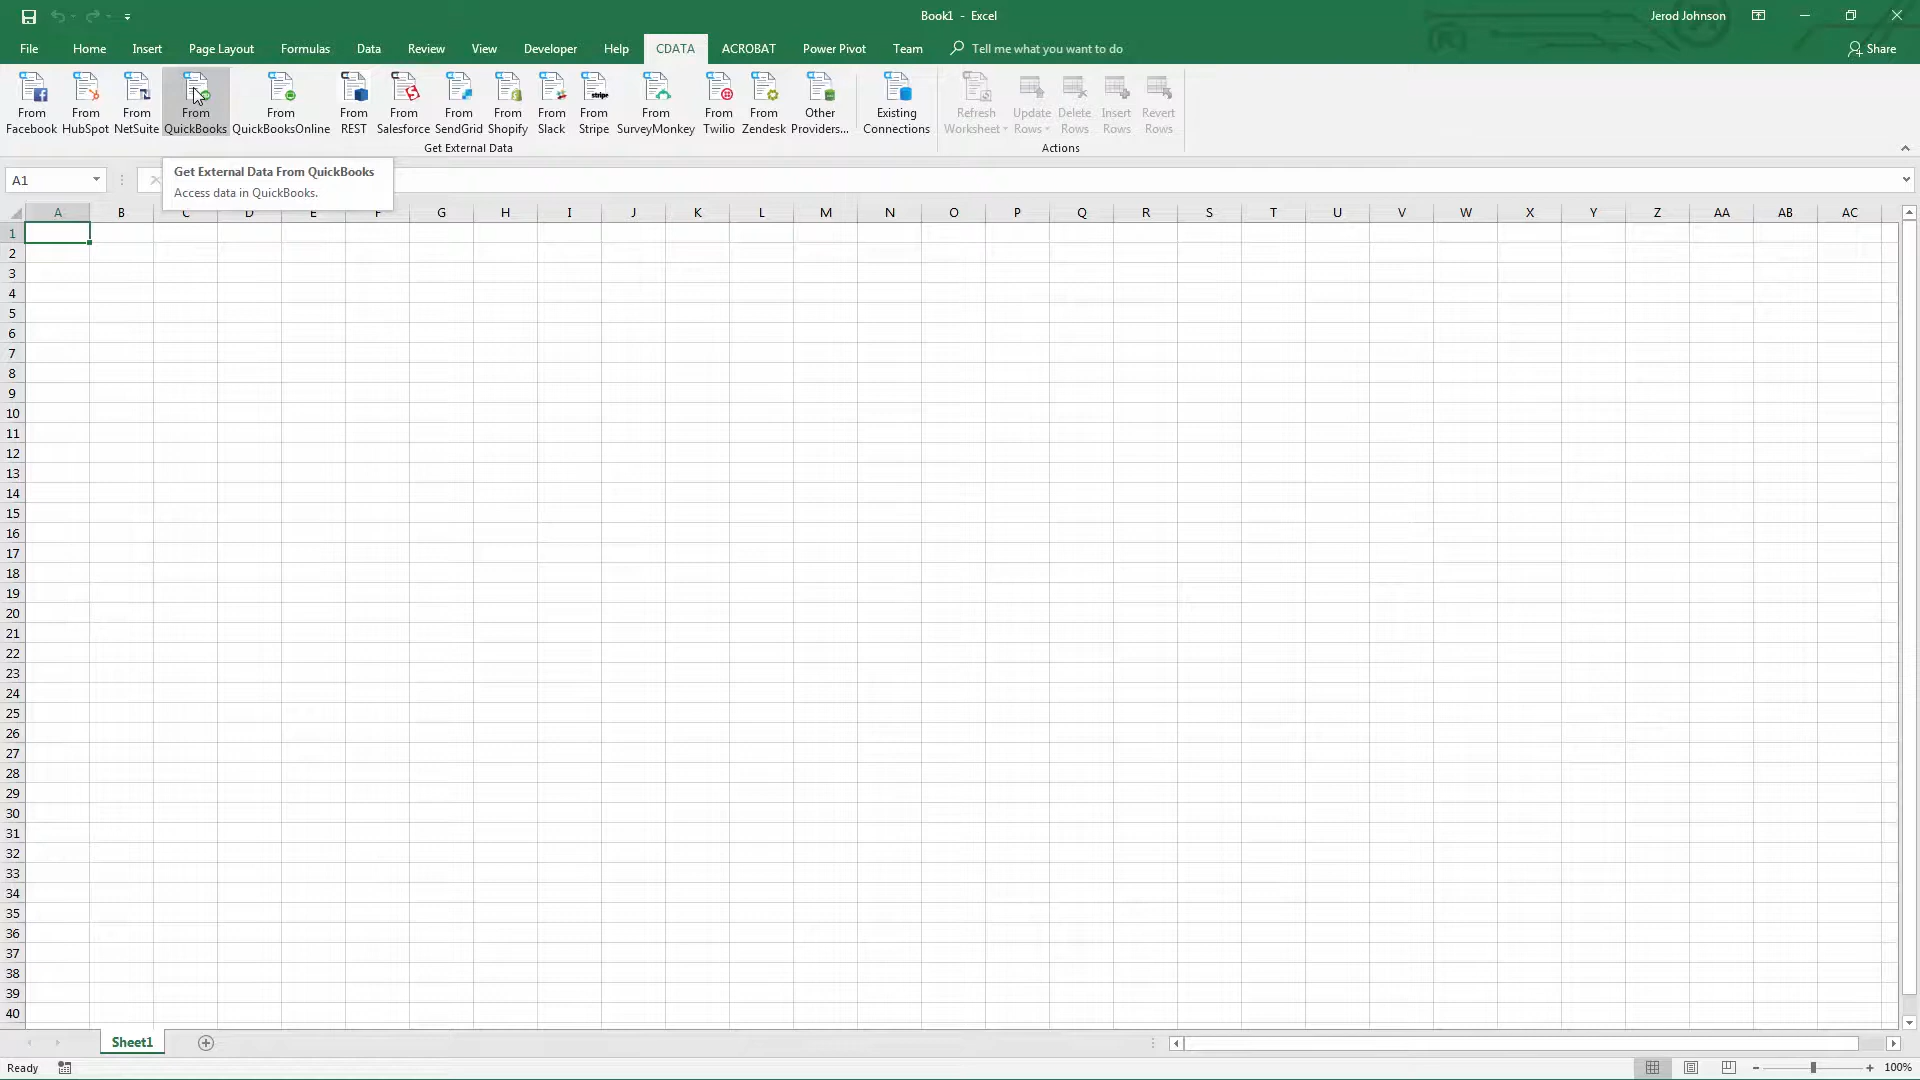 Book1 - Excel
Jerod Johnson
File Home Insert Page Layout Formulas Data Review View Developer Help CDATA ACROBAT Power Pivot Team Tell me what you want to do Share
From Facebook
From HubSpot
From NetSuite
From QuickBooks
From QuickBooksOnline
From REST
From Salesforce
From SendGrid
From Shopify
From Slack
stripe
From Stripe
From SurveyMonkey
From Twilio
From Zendesk
Other Providers...
Existing Connections
Refresh Worksheet
Update Rows
Delete Rows
Insert Rows
Revert Rows
Get External Data
Actions
A1
Get External Data From QuickBooks
Access data in QuickBooks.
A B C D E F G H I J K L M N O P Q R S T U V W X Y Z AA AB AC
1
2
3
4
5
6
7
8
9
10
11
12
13
14
15
16
17
18
19
20
21
22
23
24
25
26
27
28
29
30
31
32
33
34
35
36
37
38
39
40
Sheet1
Ready
100%